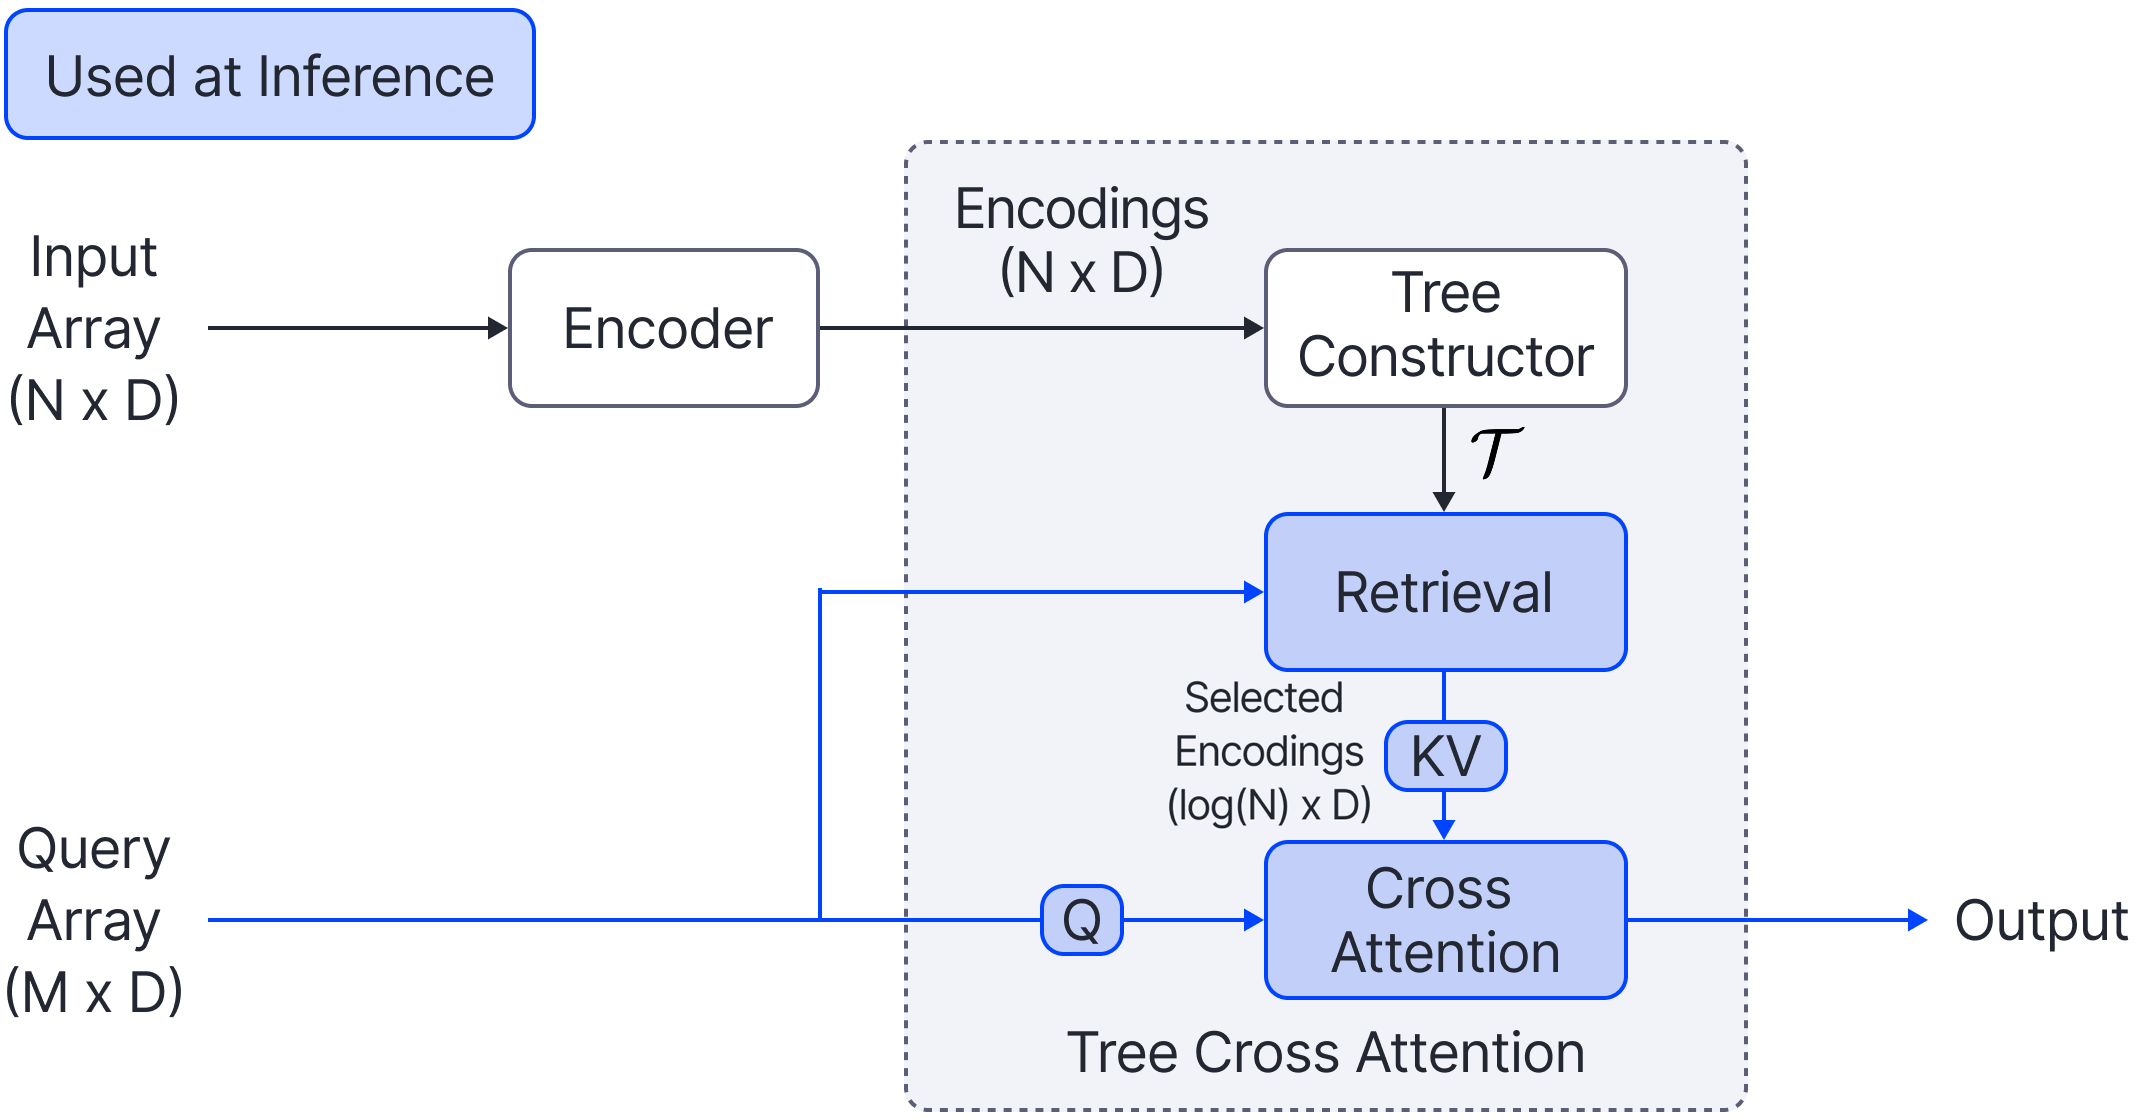 Used at Inference
Input
Array
(N x D)
Encoder
Encodings
(N x D)
Tree
Constructor
𝒯
Retrieval
Selected
Encodings
(log(N) x D)
KV
Query
Array
(M x D)
Q
Cross
Attention
Output
Tree Cross Attention